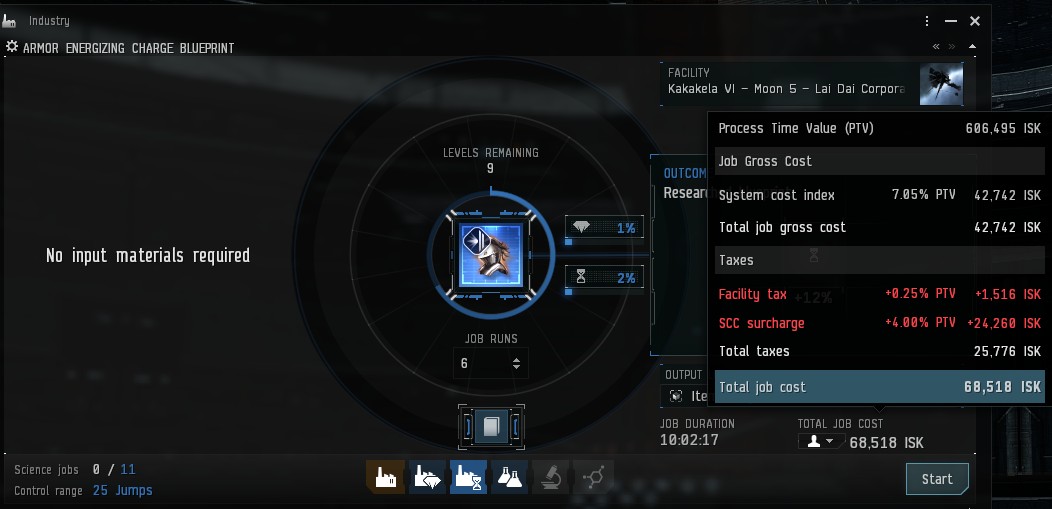 Industry
ARMOR ENERGIZING CHARGE BLUEPRINT
FACILITY
Kakakela VI - Moon 5 - Lai Dai Corpora
LEVELS REMAINING
9
No input materials required
1%
2%
JOB RUNS
6
OUTCOM
Resear
Process Time Value (PTV) 606,495 ISK
Job Gross Cost
System cost index 7.05% PTV 42,742 ISK
Total job gross cost 42,742 ISK
Taxes
+12%
Facility tax +0.25% PTV +1,516 ISK
SCC surcharge +4.00% PTV +24,260 ISK
Total taxes 25,776 ISK
Total job cost 68,518 ISK
OUTPUT
Ite
JOB DURATION
10:02:17
TOTAL JOB COST
68,518 ISK
Science jobs 0 / 11
Control range 25 Jumps
Start